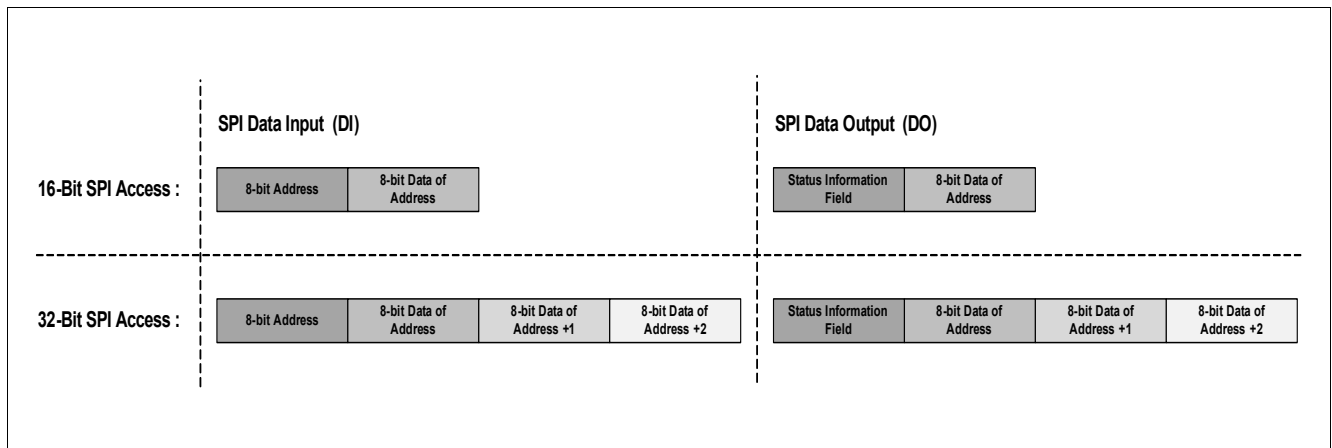 SPI Data Input (DI)
SPI Data Output (DO)
16-Bit SPI Access :
8-bit Address
8-bit Data of
Address
Status Information
Field
8-bit Data of
Address
32-Bit SPI Access :
8-bit Address
8-bit Data of
Address
8-bit Data of
Address +1
8-bit Data of
Address +2
Status Information
Field
8-bit Data of
Address
8-bit Data of
Address +1
8-bit Data of
Address +2